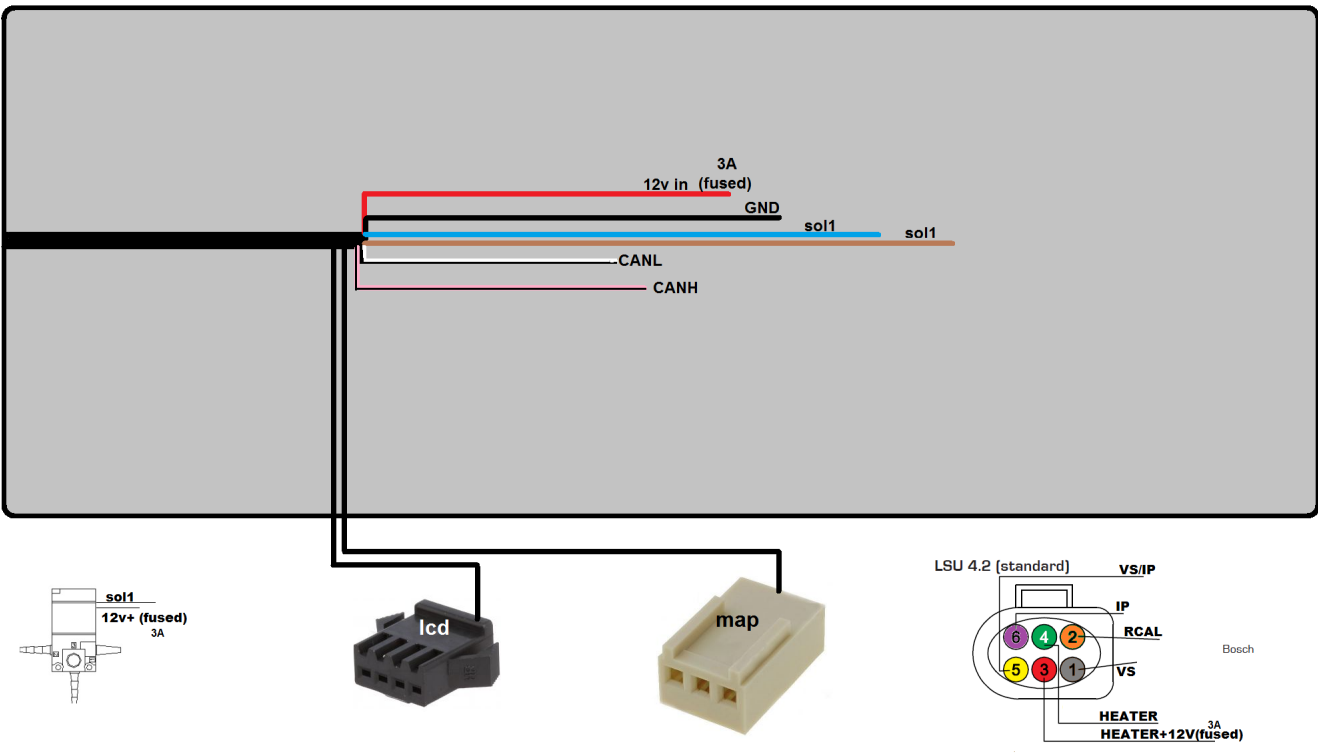 3A
12v in (fused)
GND
sol1
sol1
CANL
CANH
sol1
12v+ (fused)
3A
lcd
map
LSU 4.2 (standard)
VS/IP
IP
RCAL
6 4 2
Bosch
5 3 1
VS
HEATER
3A
HEATER+12V(fused)